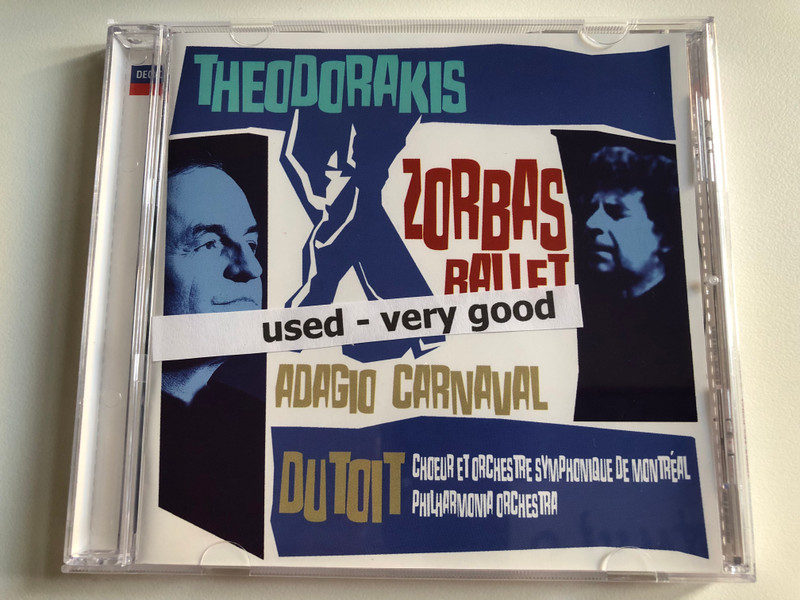 THEODORAKIS
ZORBAS
BALLET
used - very good
ADAGIO CARNAVAL
DUTOIT
CHOEUR ET ORCHESTRE SYMPHONIQUE DE MONTRÉAL
PHILHARMONIA ORCHESTRA